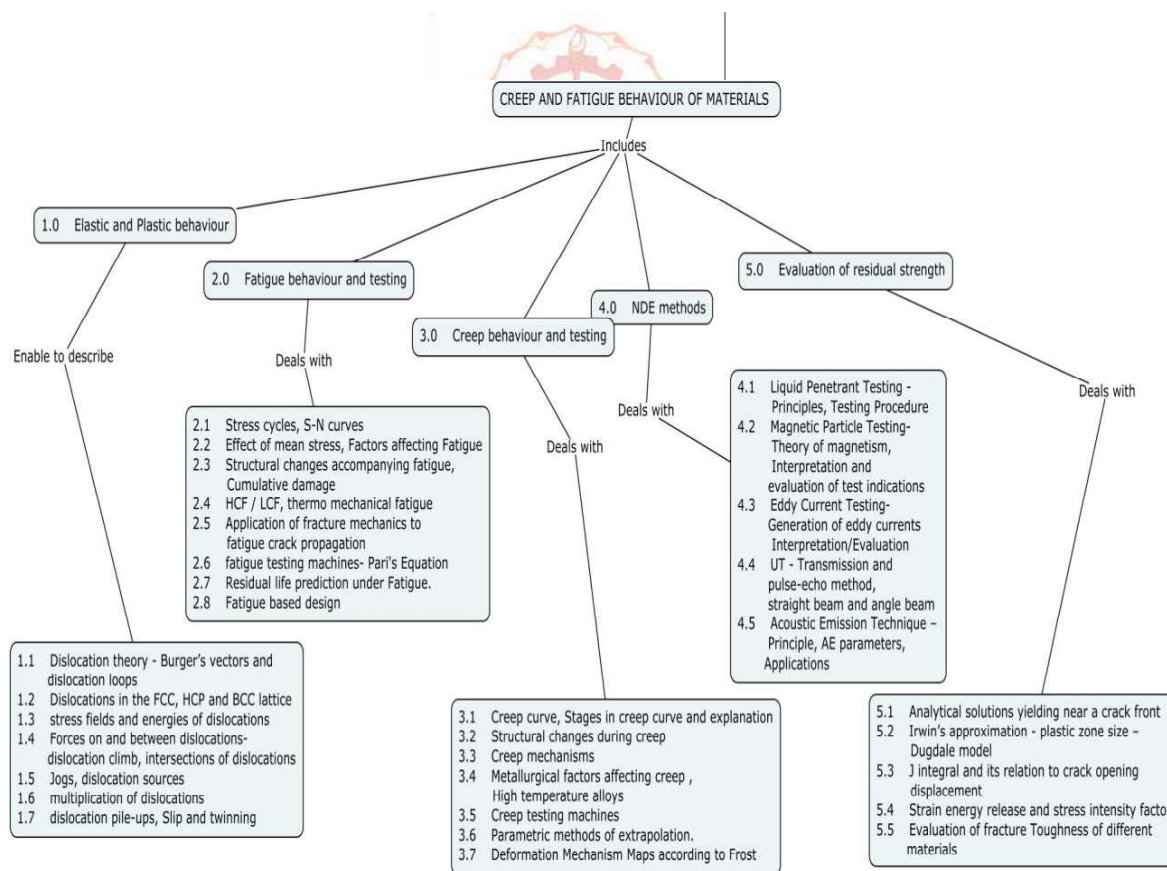 CREEP AND FATIGUE BEHAVIOUR OF MATERIALS
Includes
1.0 Elastic and Plastic behaviour
2.0 Fatigue behaviour and testing
3.0 Creep behaviour and testing
4.0 NDE methods
5.0 Evaluation of residual strength
Enable to describe
1.1 Dislocation theory - Burger's vectors and
dislocation loops
1.2 Dislocations in the FCC, HCP and BCC lattice
1.3 stress fields and energies of dislocations
1.4 Forces on and between dislocations-
dislocation climb, intersections of dislocations
1.5 Jogs, dislocation sources
1.6 multiplication of dislocations
1.7 dislocation pile-ups, Slip and twinning
Deals with
2.1 Stress cycles, S-N curves
2.2 Effect of mean stress, Factors affecting Fatigue
2.3 Structural changes accompanying fatigue,
Cumulative damage
2.4 HCF / LCF, thermo mechanical fatigue
2.5 Application of fracture mechanics to
fatigue crack propagation
2.6 fatigue testing machines- Pari's Equation
2.7 Residual life prediction under Fatigue.
2.8 Fatigue based design
Deals with
3.1 Creep curve, Stages in creep curve and explanation
3.2 Structural changes during creep
3.3 Creep mechanisms
3.4 Metallurgical factors affecting creep ,
High temperature alloys
3.5 Creep testing machines
3.6 Parametric methods of extrapolation.
3.7 Deformation Mechanism Maps according to Frost
Deals with
4.1 Liquid Penetrant Testing -
Principles, Testing Procedure
4.2 Magnetic Particle Testing-
Theory of magnetism,
Interpretation and
evaluation of test indications
4.3 Eddy Current Testing-
Generation of eddy currents
Interpretation/Evaluation
4.4 UT - Transmission and
pulse-echo method,
straight beam and angle beam
4.5 Acoustic Emission Technique –
Principle, AE parameters,
Applications
Deals with
5.1 Analytical solutions yielding near a crack front
5.2 Irwin's approximation - plastic zone size –
Dugdale model
5.3 J integral and its relation to crack opening
displacement
5.4 Strain energy release and stress intensity facto
5.5 Evaluation of fracture Toughness of different
materials